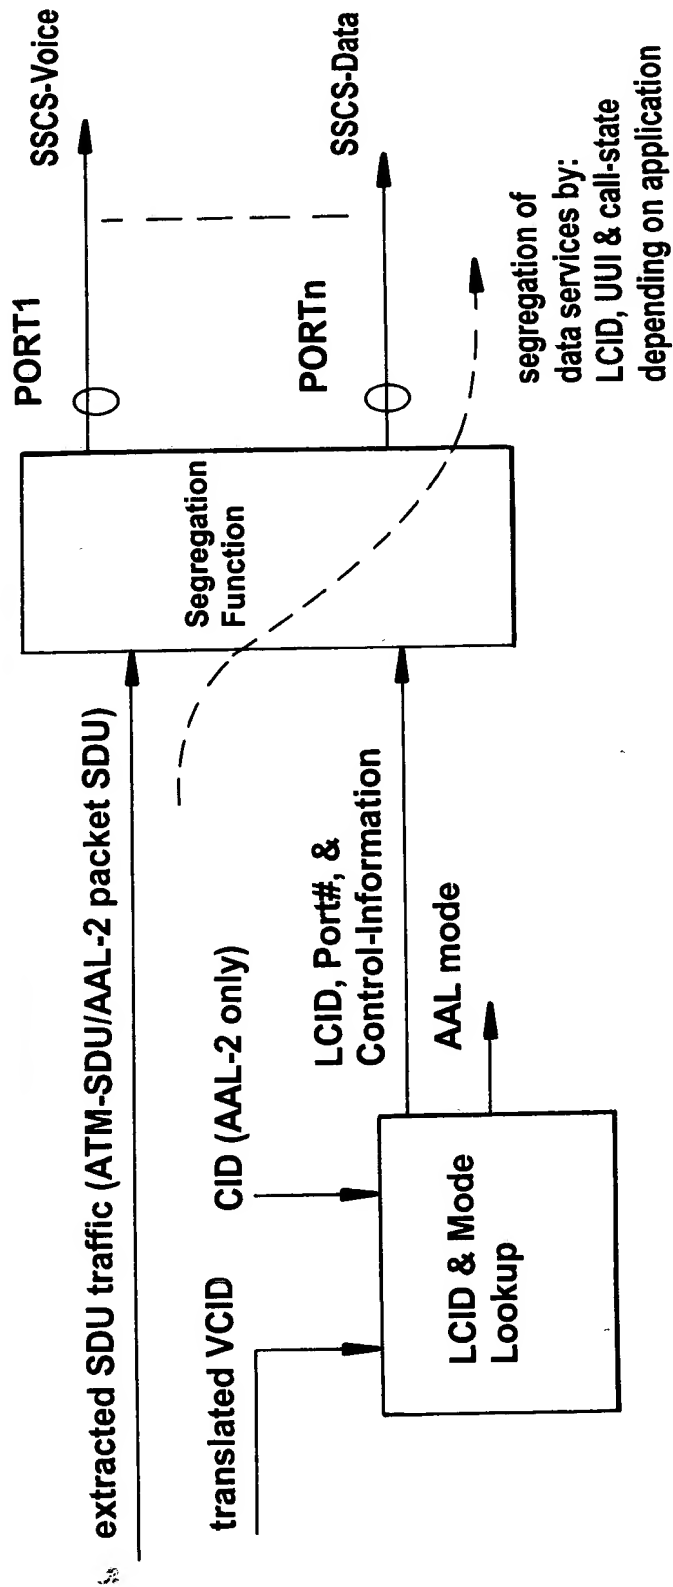 extracted SDU traffic (ATM-SDU/AAL-2 packet SDU)
translated VCID
CID (AAL-2 only)
LCID & Mode
Lookup
LCID, Port#, &
Control-Information
AAL mode
Segregation
Function
PORT1
SSCS-Voice
PORTn
SSCS-Data
segregation of
data services by:
LCID, UUI & call-state
depending on application